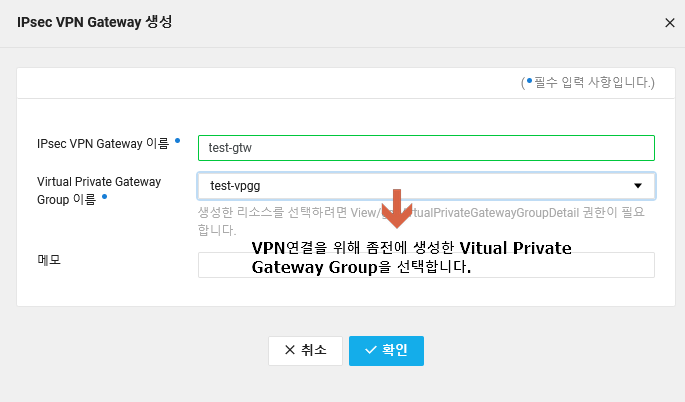 IPsec VPN Gateway 생성
(•필수 입력 사항입니다.)
IPsec VPN Gateway 이름 •
test-gtw
Virtual Private Gateway
Group 이름 •
test-vpgg
생성한 리소스를 선택하려면 View/getVirtualPrivateGatewayGroupDetail 권한이 필요
합니다.
VPN연결을 위해 좀전에 생성한 Vitual Private
Gateway Group을 선택합니다.
메모
취소
확인